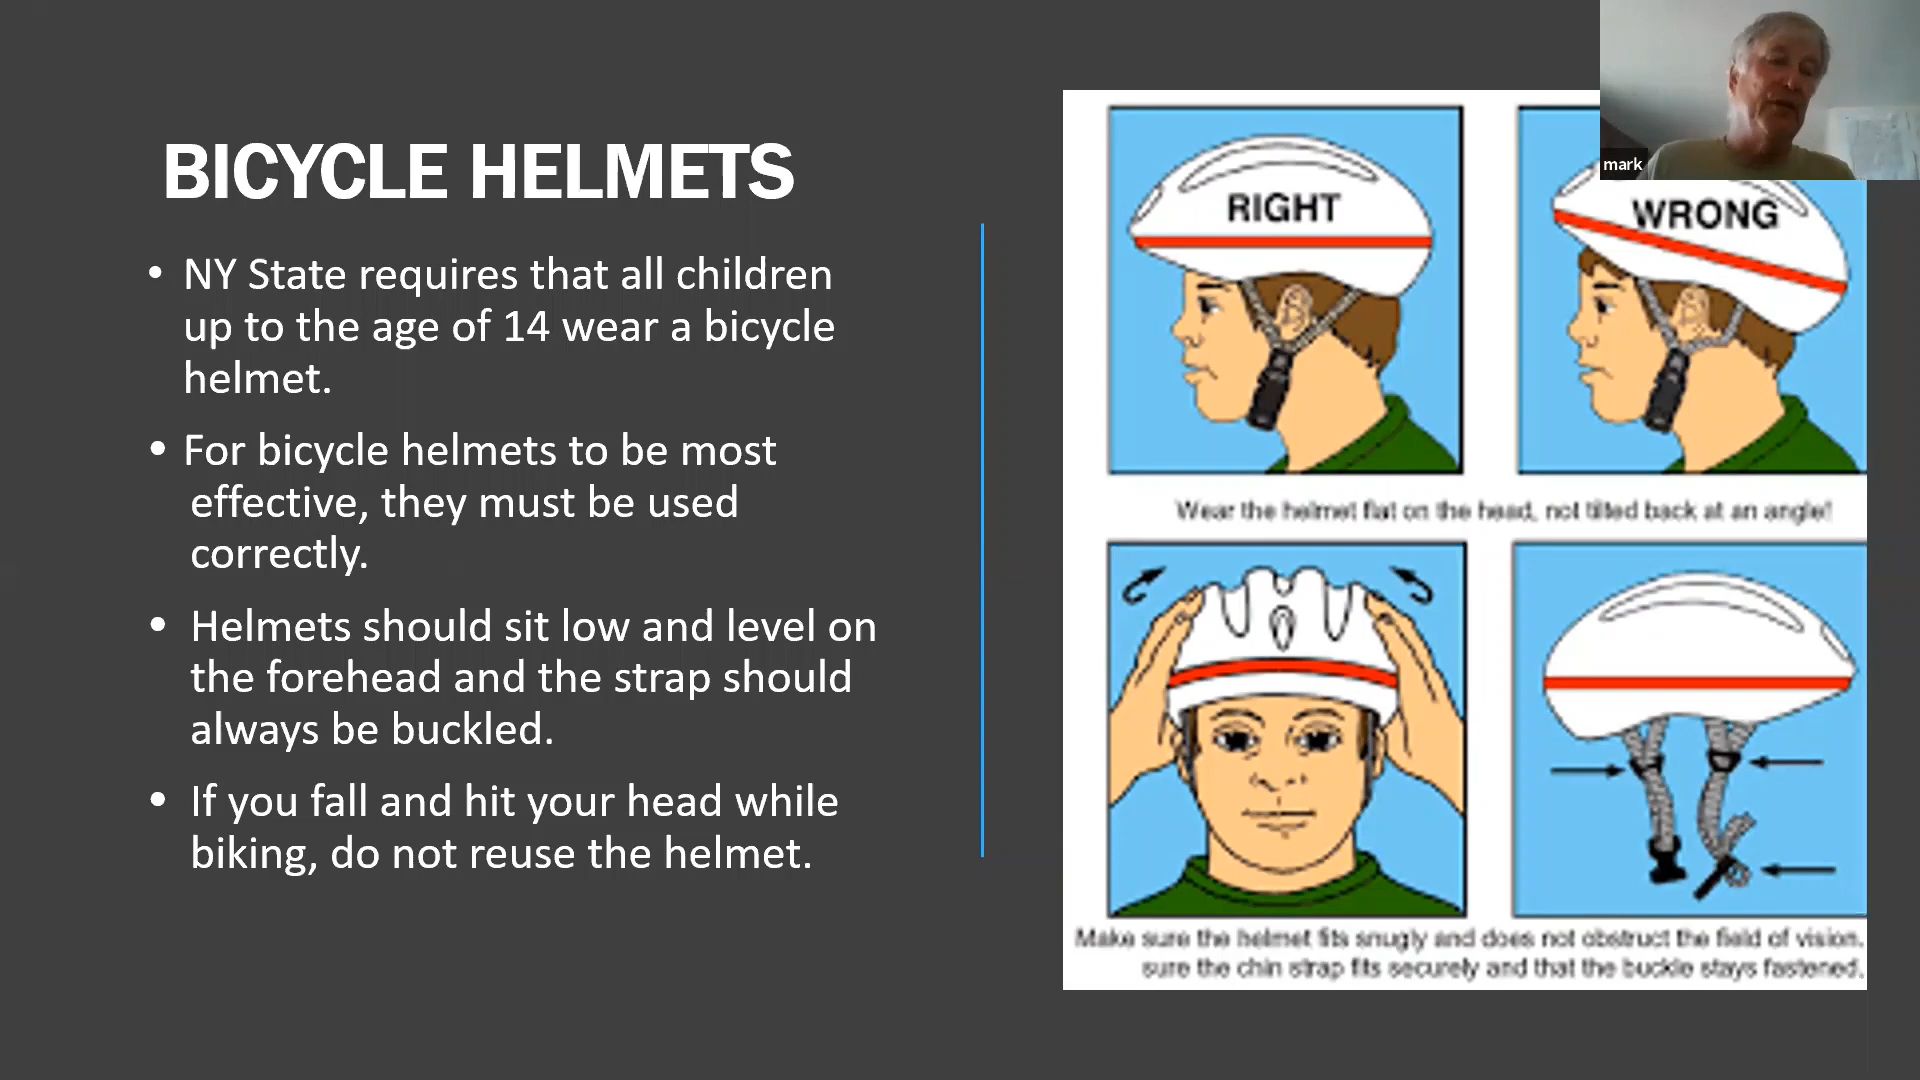 BICYCLE HELMETS
• NY State requires that all children
up to the age of 14 wear a bicycle
helmet.
• For bicycle helmets to be most
effective, they must be used
correctly.
• Helmets should sit low and level on
the forehead and the strap should
always be buckled.
• If you fall and hit your head while
biking, do not reuse the helmet.
RIGHT
WRONG
Wear the helmet flat on the head, not tilted back at an angle!
Make sure the helmet fits snugly and does not obstruct the field of vision.
sure the chin strap fits securely and that the buckle stays fastened.
mark